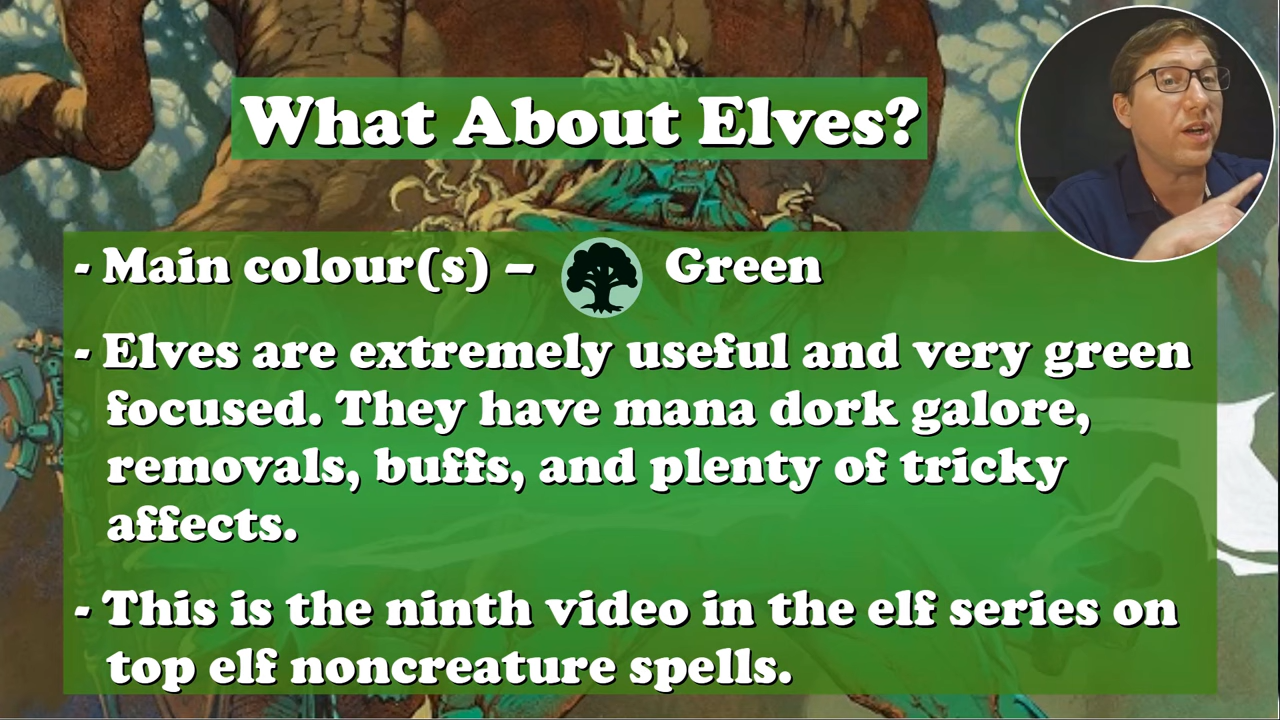 What About Elves?
- Main colour(s) – Green
- Elves are extremely useful and very green
focused. They have mana dork galore,
removals, buffs, and plenty of tricky
affects.
- This is the ninth video in the elf series on
top elf noncreature spells.